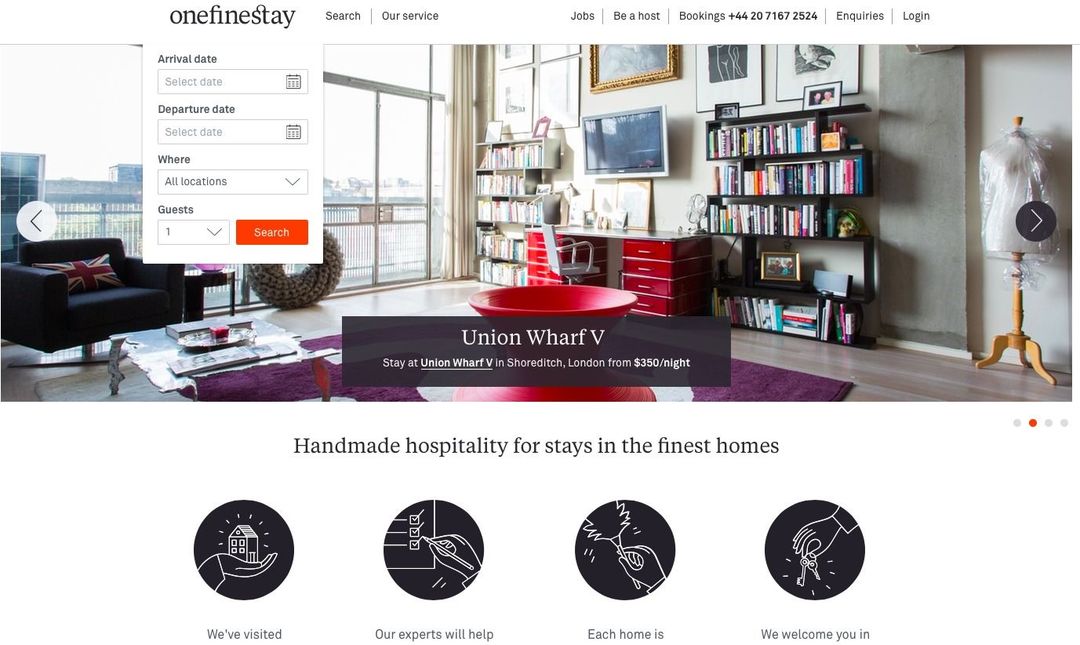 onefinestay
Search
Our service
Jobs
Be a host
Bookings +44 20 7167 2524
Enquiries
Login
Arrival date
Select date
Departure date
Select date
Where
All locations
Guests
1
Search
Union Wharf V
Stay at Union Wharf V in Shoreditch, London from $350/night
Handmade hospitality for stays in the finest homes
We've visited
Our experts will help
Each home is
We welcome you in